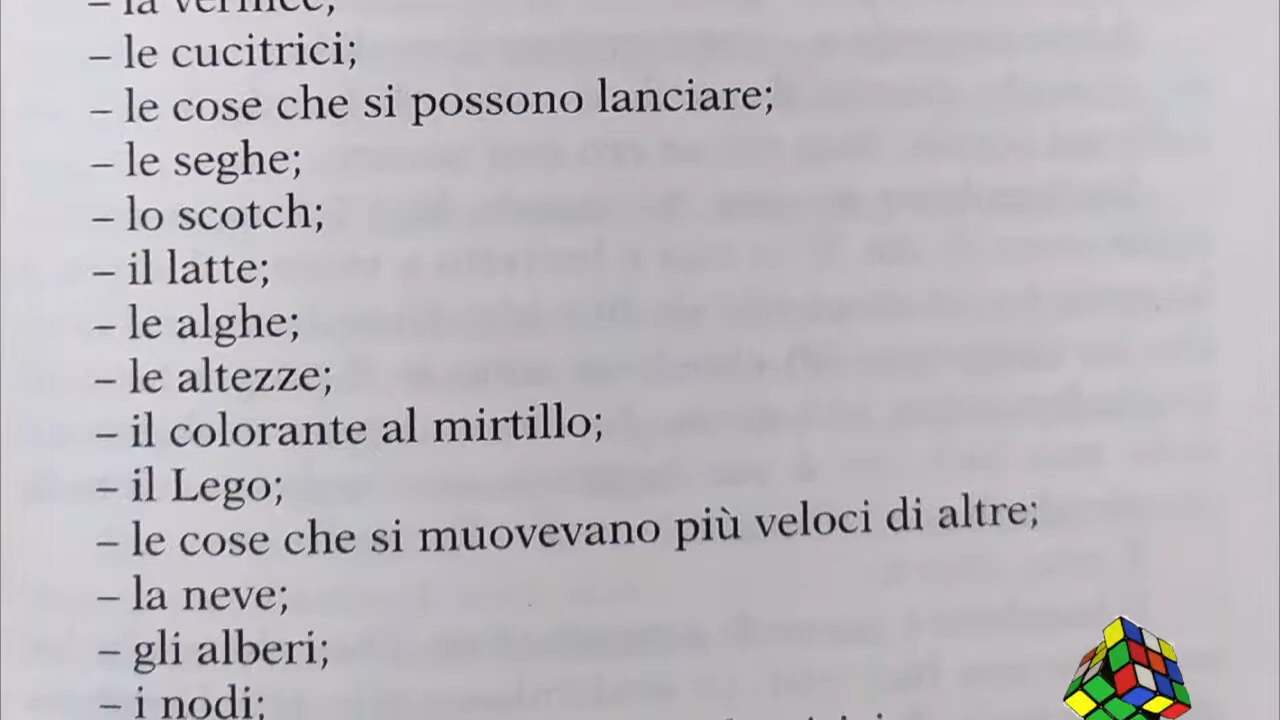 – la vernice;
– le cucitrici;
– le cose che si possono lanciare;
– le seghe;
– lo scotch;
– il latte;
– le alghe;
– le altezze;
– il colorante al mirtillo;
– il Lego;
– le cose che si muovevano più veloci di altre;
– la neve;
– gli alberi;
– i nodi;